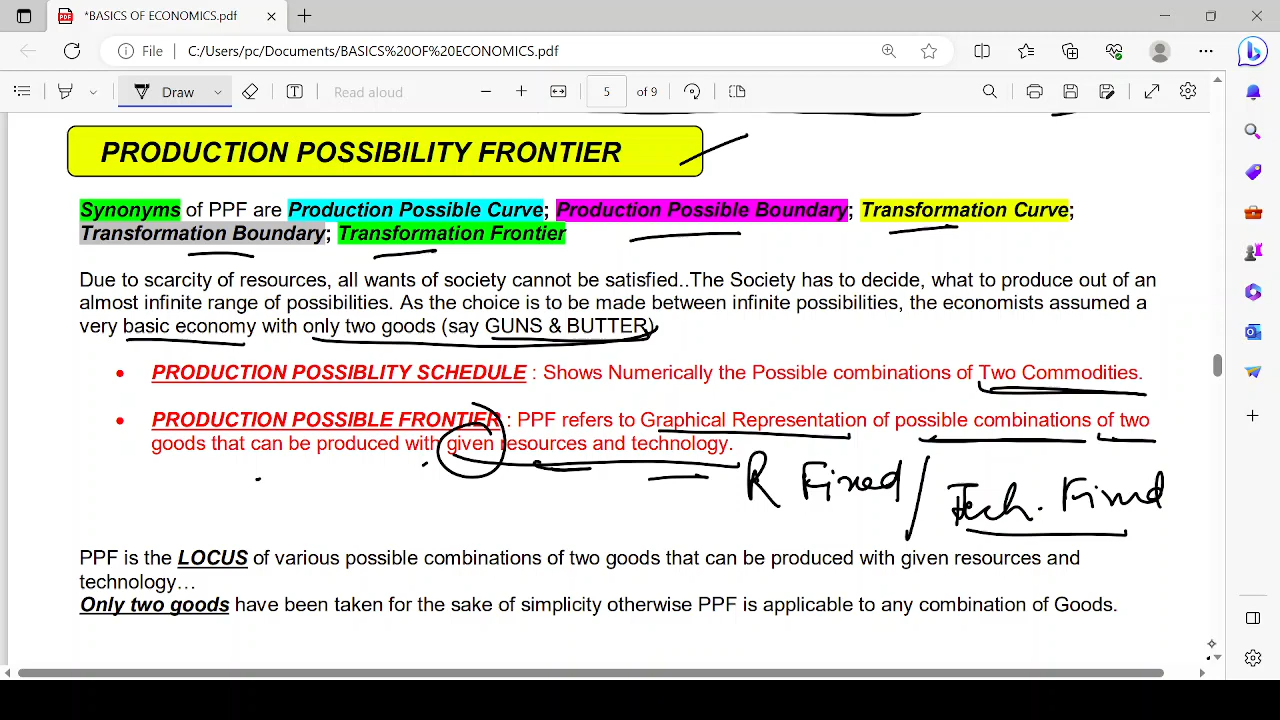 *BASICS OF ECONOMICS.pdf
File C:/Users/pc/Documents/BASICS%20OF%20ECONOMICS.pdf
Draw Read aloud 5 of 9
PRODUCTION POSSIBILITY FRONTIER
Synonyms of PPF are Production Possible Curve; Production Possible Boundary; Transformation Curve;
Transformation Boundary; Transformation Frontier
Due to scarcity of resources, all wants of society cannot be satisfied..The Society has to decide, what to produce out of an
almost infinite range of possibilities. As the choice is to be made between infinite possibilities, the economists assumed a
very basic economy with only two goods (say GUNS & BUTTER)
• PRODUCTION POSSIBLITY SCHEDULE : Shows Numerically the Possible combinations of Two Commodities.
• PRODUCTION POSSIBLE FRONTIER : PPF refers to Graphical Representation of possible combinations of two
goods that can be produced with given resources and technology.
R Fixed / Tech. Fixed
PPF is the LOCUS of various possible combinations of two goods that can be produced with given resources and
technology…
Only two goods have been taken for the sake of simplicity otherwise PPF is applicable to any combination of Goods.